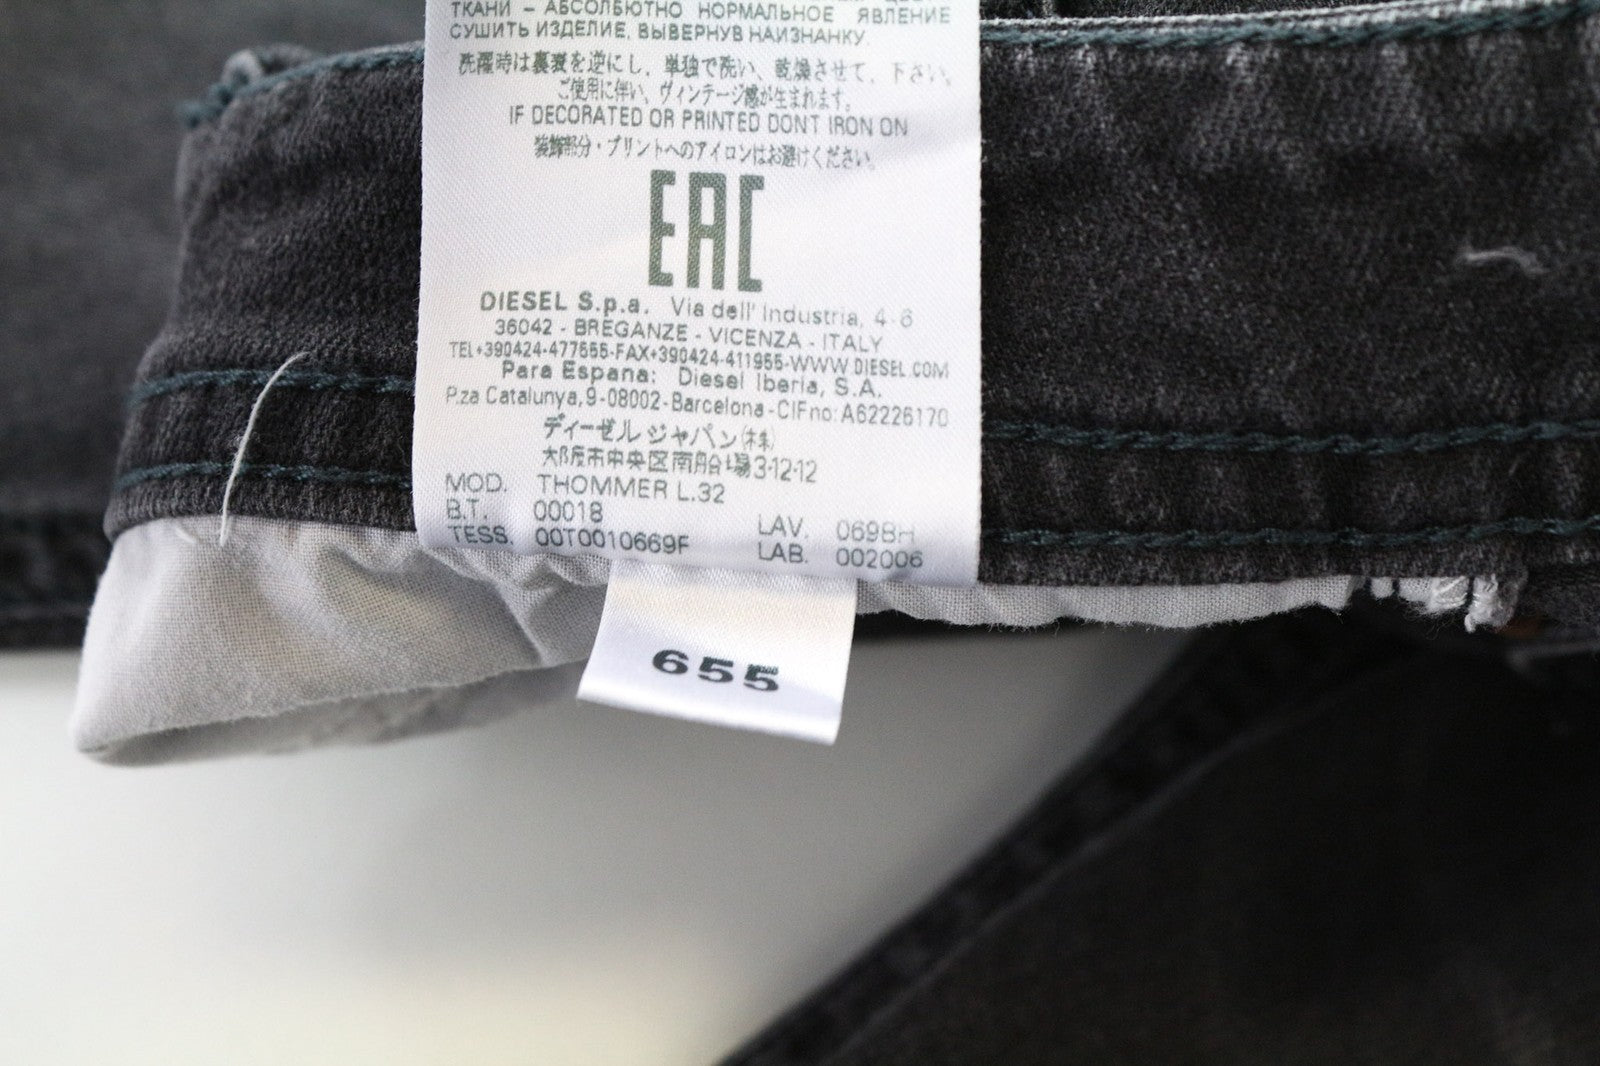 ТКАНИ – АБСОЛЮТНО НОРМАЛЬНОЕ ЯВЛЕНИЕ
СУШИТЬ ИЗДЕЛИЕ, ВЫВЕРНУВ НАИЗНАНКУ.
洗濯時は裏裏を逆にし、単独で洗い、乾燥させて、下さい。
ご使用に伴い、ヴィンテージ感が生まれます。
IF DECORATED OR PRINTED DONT IRON ON
装飾部分・プリントへのアイロンはお避けください。
EAC
DIESEL S.p.a. Via dell' Industria, 4-6
36042 - BREGANZE - VICENZA - ITALY
TEL+390424-477555-FAX+390424-411955-WWW.DIESEL.COM
Para Espana: Diesel Iberia, S.A.
P.za Catalunya,9-08002-Barcelona-CIFno:A62226170
ディーゼルジャパン(株)
大阪市中央区南船場3-12-12
MOD. THOMMER L.32
B.T. 00018
LAV. 069BH
TESS. 00T0010669F
LAB. 002006
655